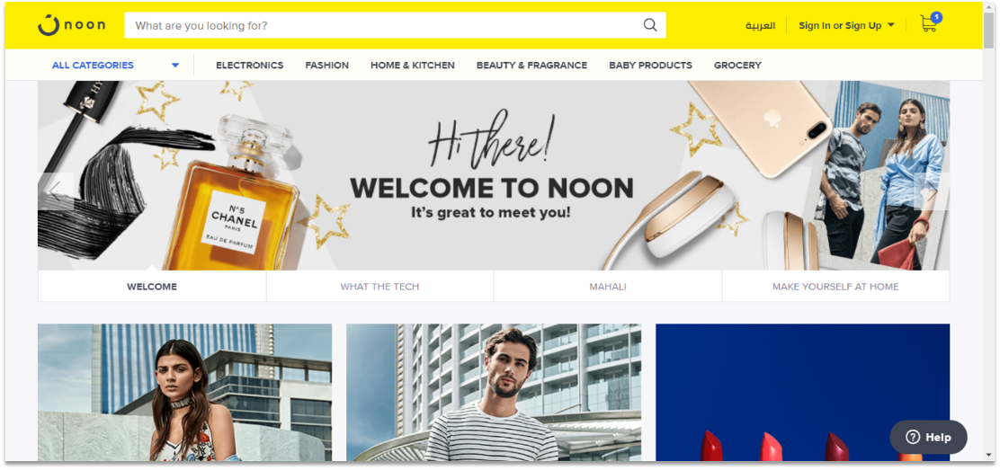 noon
What are you looking for?
العربية
Sign In or Sign Up
1
ALL CATEGORIES
ELECTRONICS
FASHION
HOME & KITCHEN
BEAUTY & FRAGRANCE
BABY PRODUCTS
GROCERY
HY
Hi There!
WELCOME TO NOON
It's great to meet you!
N°5
CHANEL
PARIS
EAU DE PARFUM
WELCOME
WHAT THE TECH
MAHALI
MAKE YOURSELF AT HOME
Help